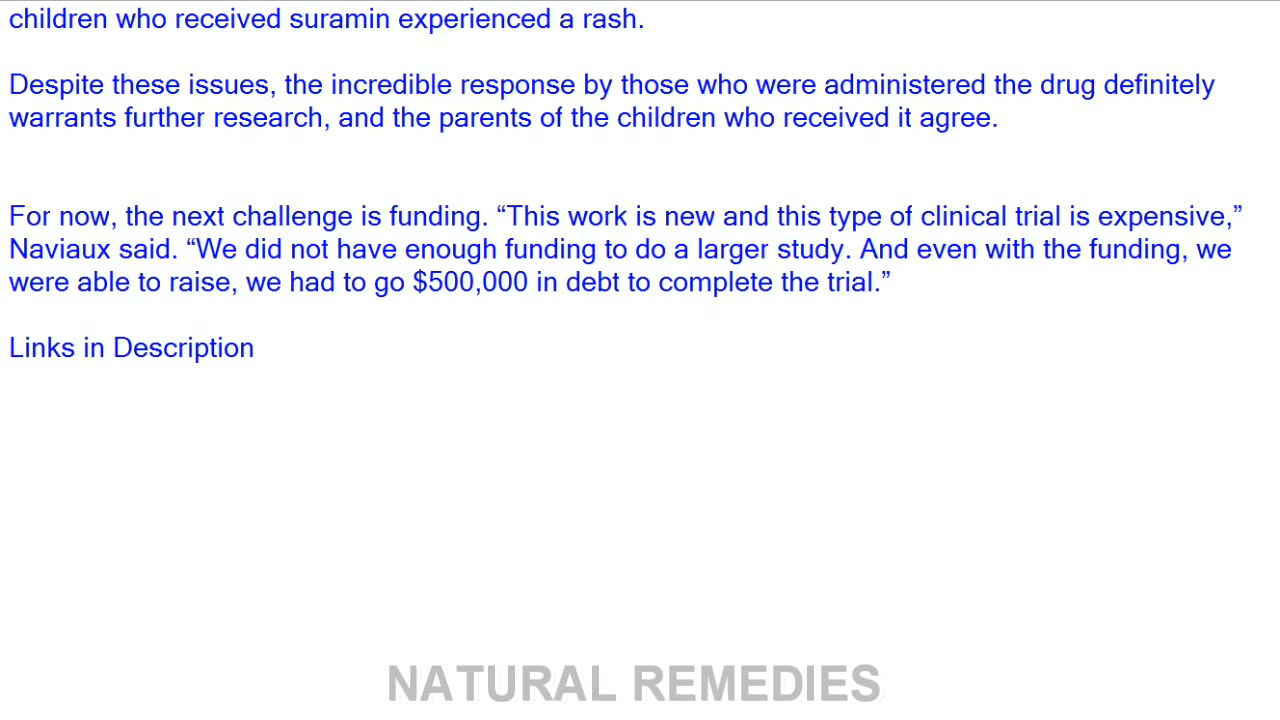 children who received suramin experienced a rash.
Despite these issues, the incredible response by those who were administered the drug definitely
warrants further research, and the parents of the children who received it agree.
For now, the next challenge is funding. “This work is new and this type of clinical trial is expensive,”
Naviaux said. “We did not have enough funding to do a larger study. And even with the funding, we
were able to raise, we had to go $500,000 in debt to complete the trial.”
Links in Description
NATURAL REMEDIES